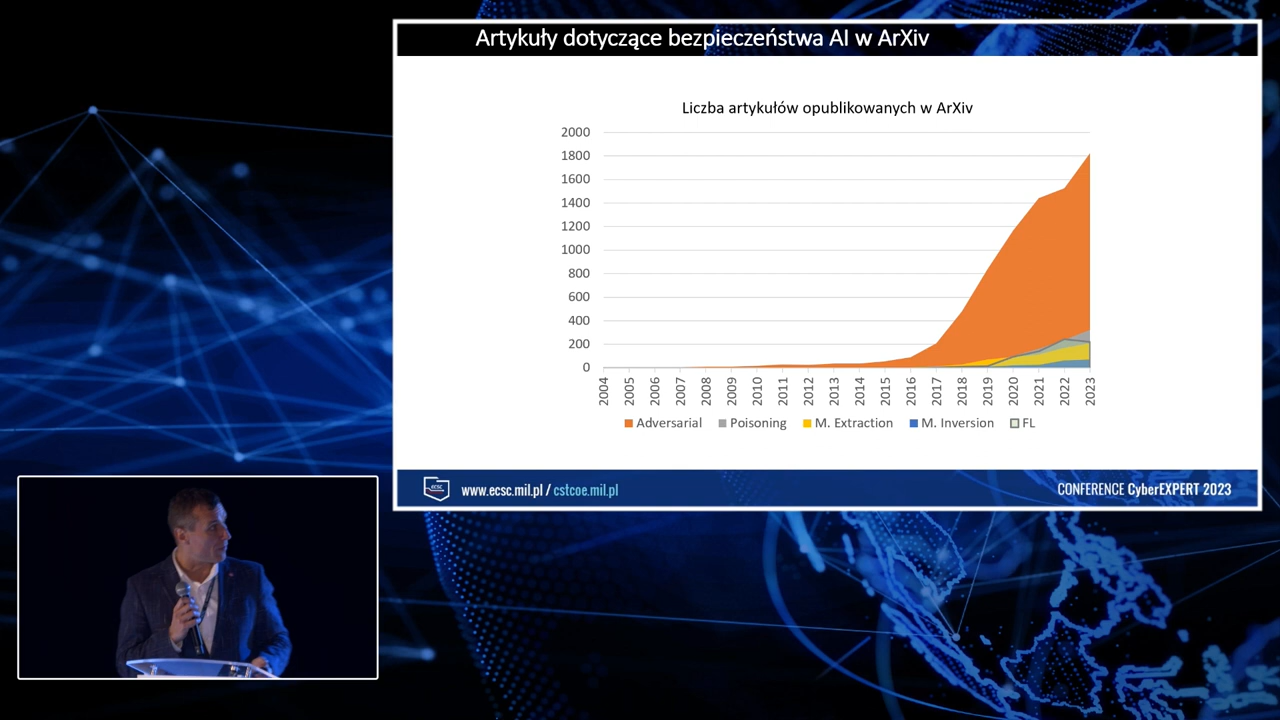 Artykuły dotyczące bezpieczeństwa AI w ArXiv
Liczba artykułów opublikowanych w ArXiv
2000
1800
1600
1400
1200
1000
800
600
400
200
0
2004 2005 2006 2007 2008 2009 2010 2011 2012 2013 2014 2015 2016 2017 2018 2019 2020 2021 2022 2023
Adversarial Poisoning M. Extraction M. Inversion FL
ecsc
www.ecsc.mil.pl / cstcoe.mil.pl
CONFERENCE CyberEXPERT 2023